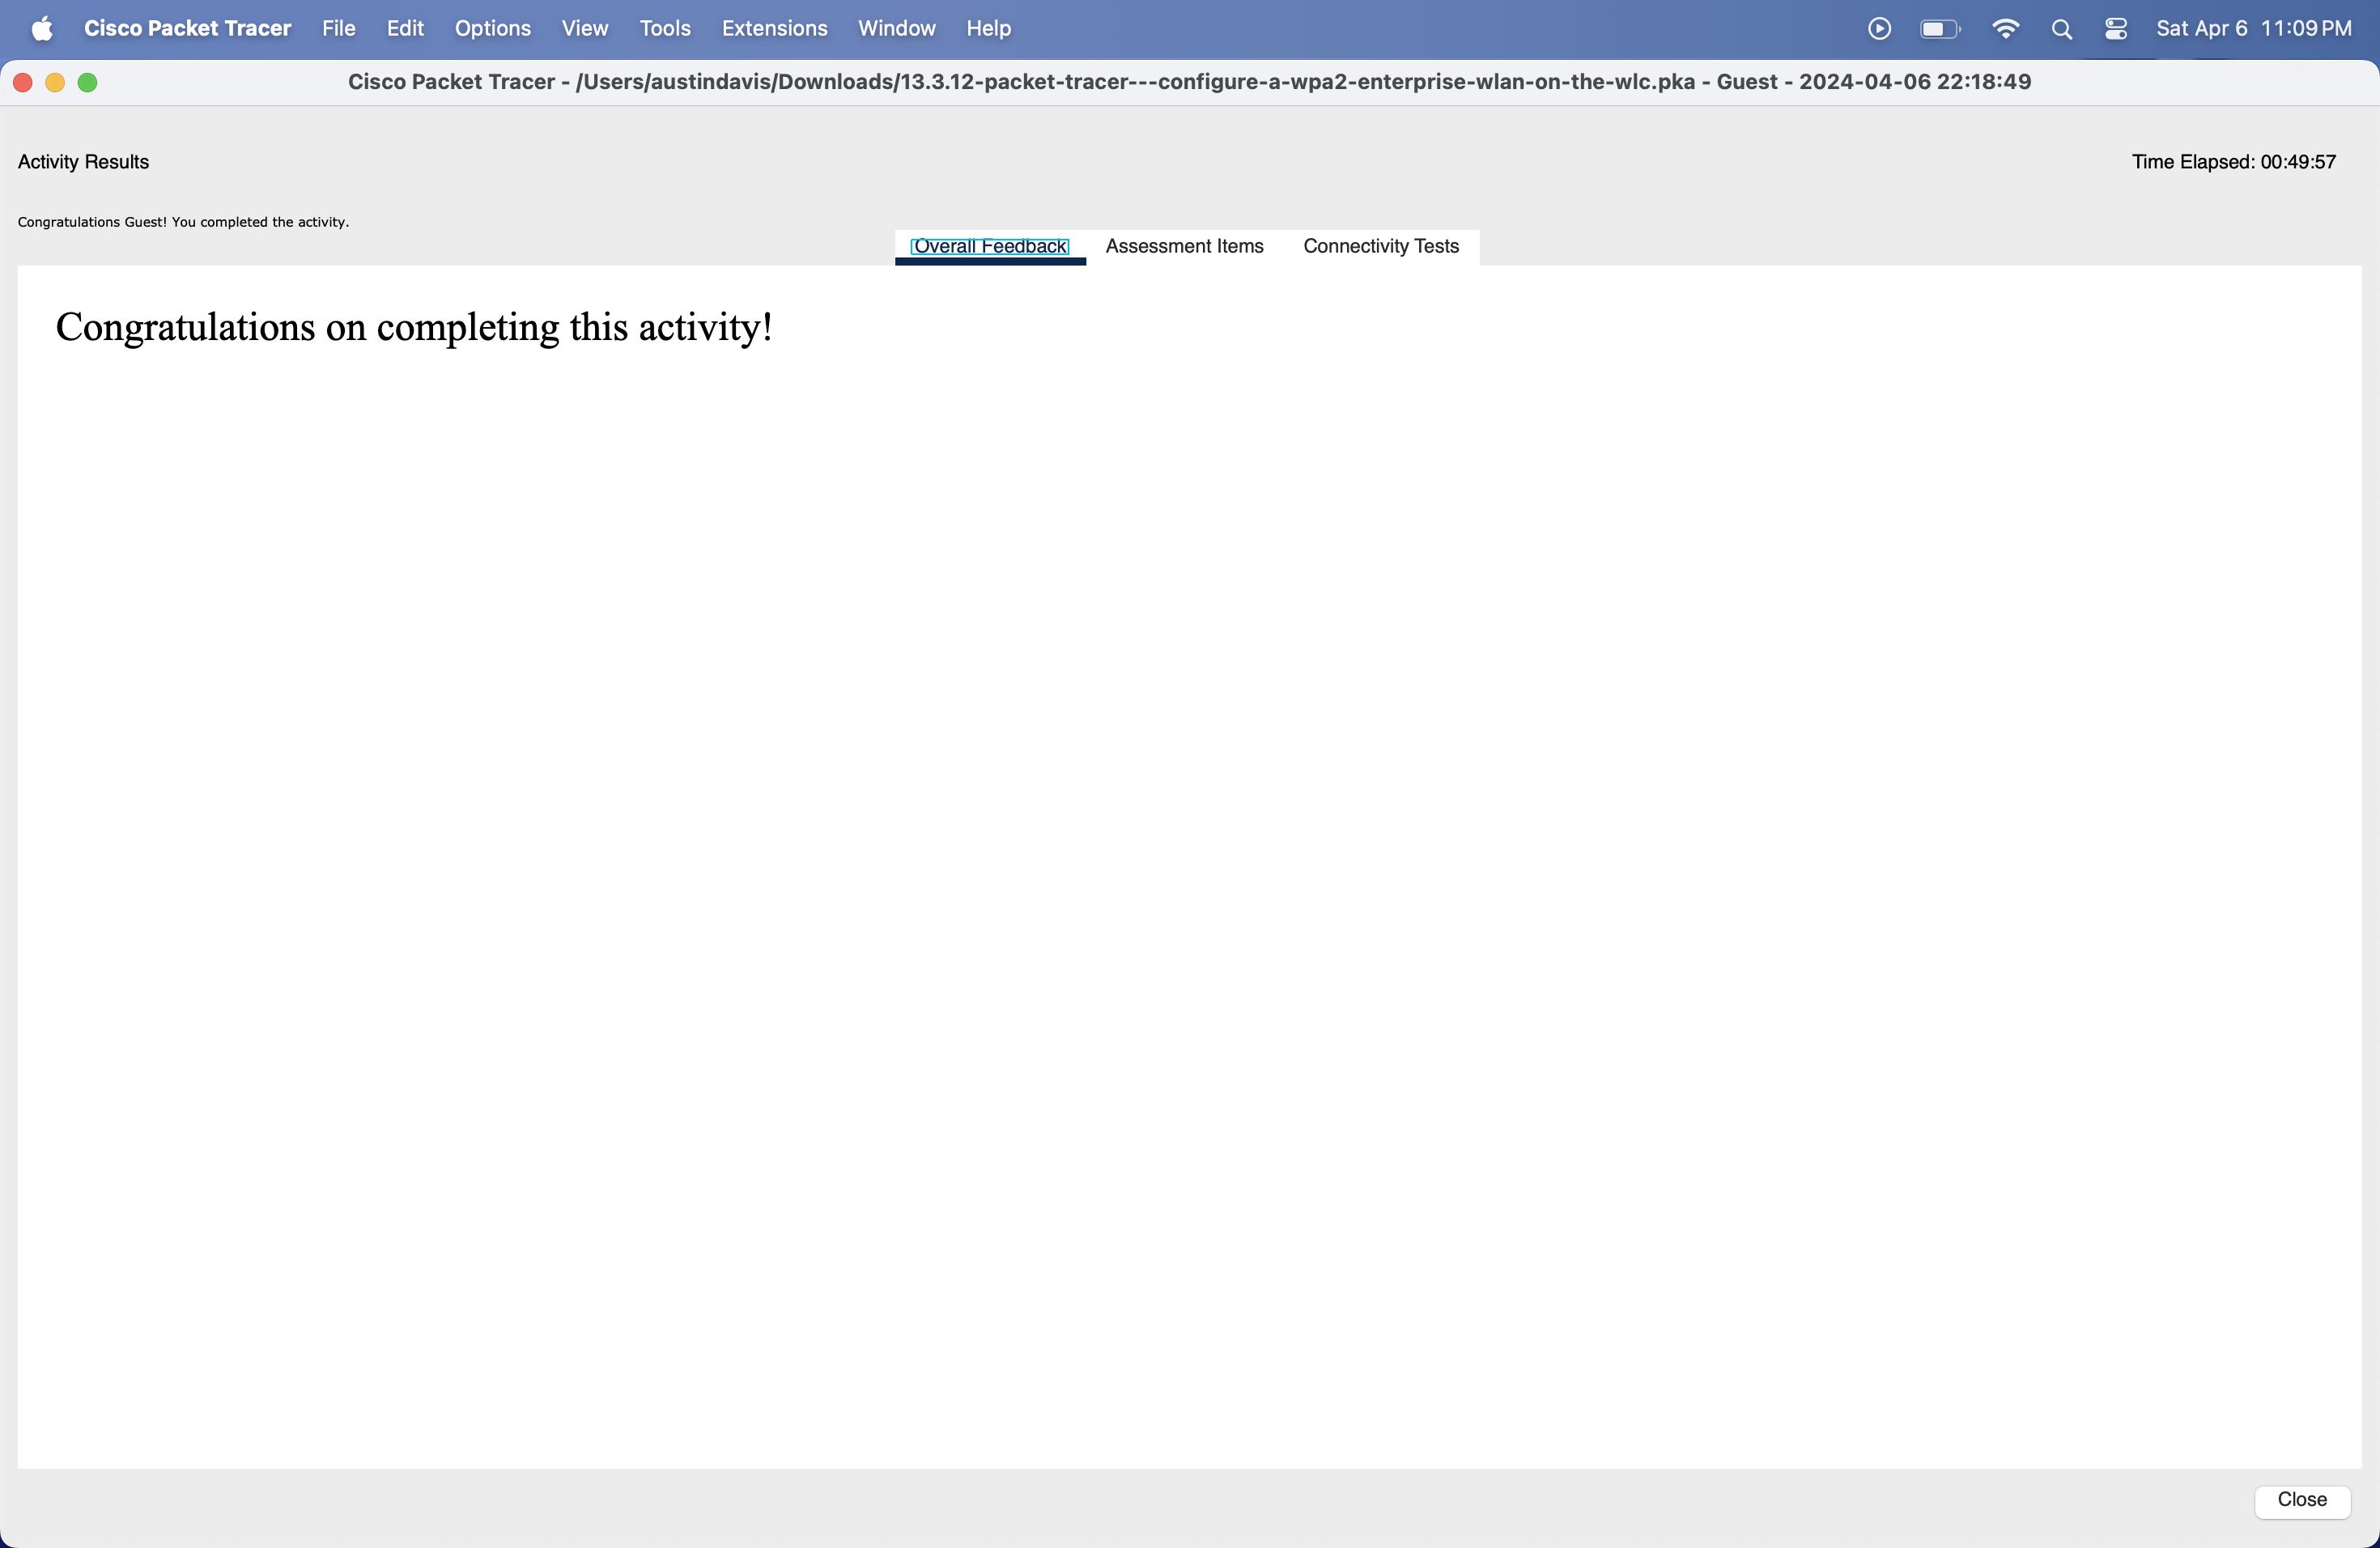 Cisco Packet Tracer File Edit Options View Tools Extensions Window Help Sat Apr 6 11:09 PM
Cisco Packet Tracer - /Users/austindavis/Downloads/13.3.12-packet-tracer---configure-a-wpa2-enterprise-wlan-on-the-wlc.pka - Guest - 2024-04-06 22:18:49
Activity Results Time Elapsed: 00:49:57
Congratulations Guest! You completed the activity.
Overall Feedback Assessment Items Connectivity Tests
Congratulations on completing this activity!
Close